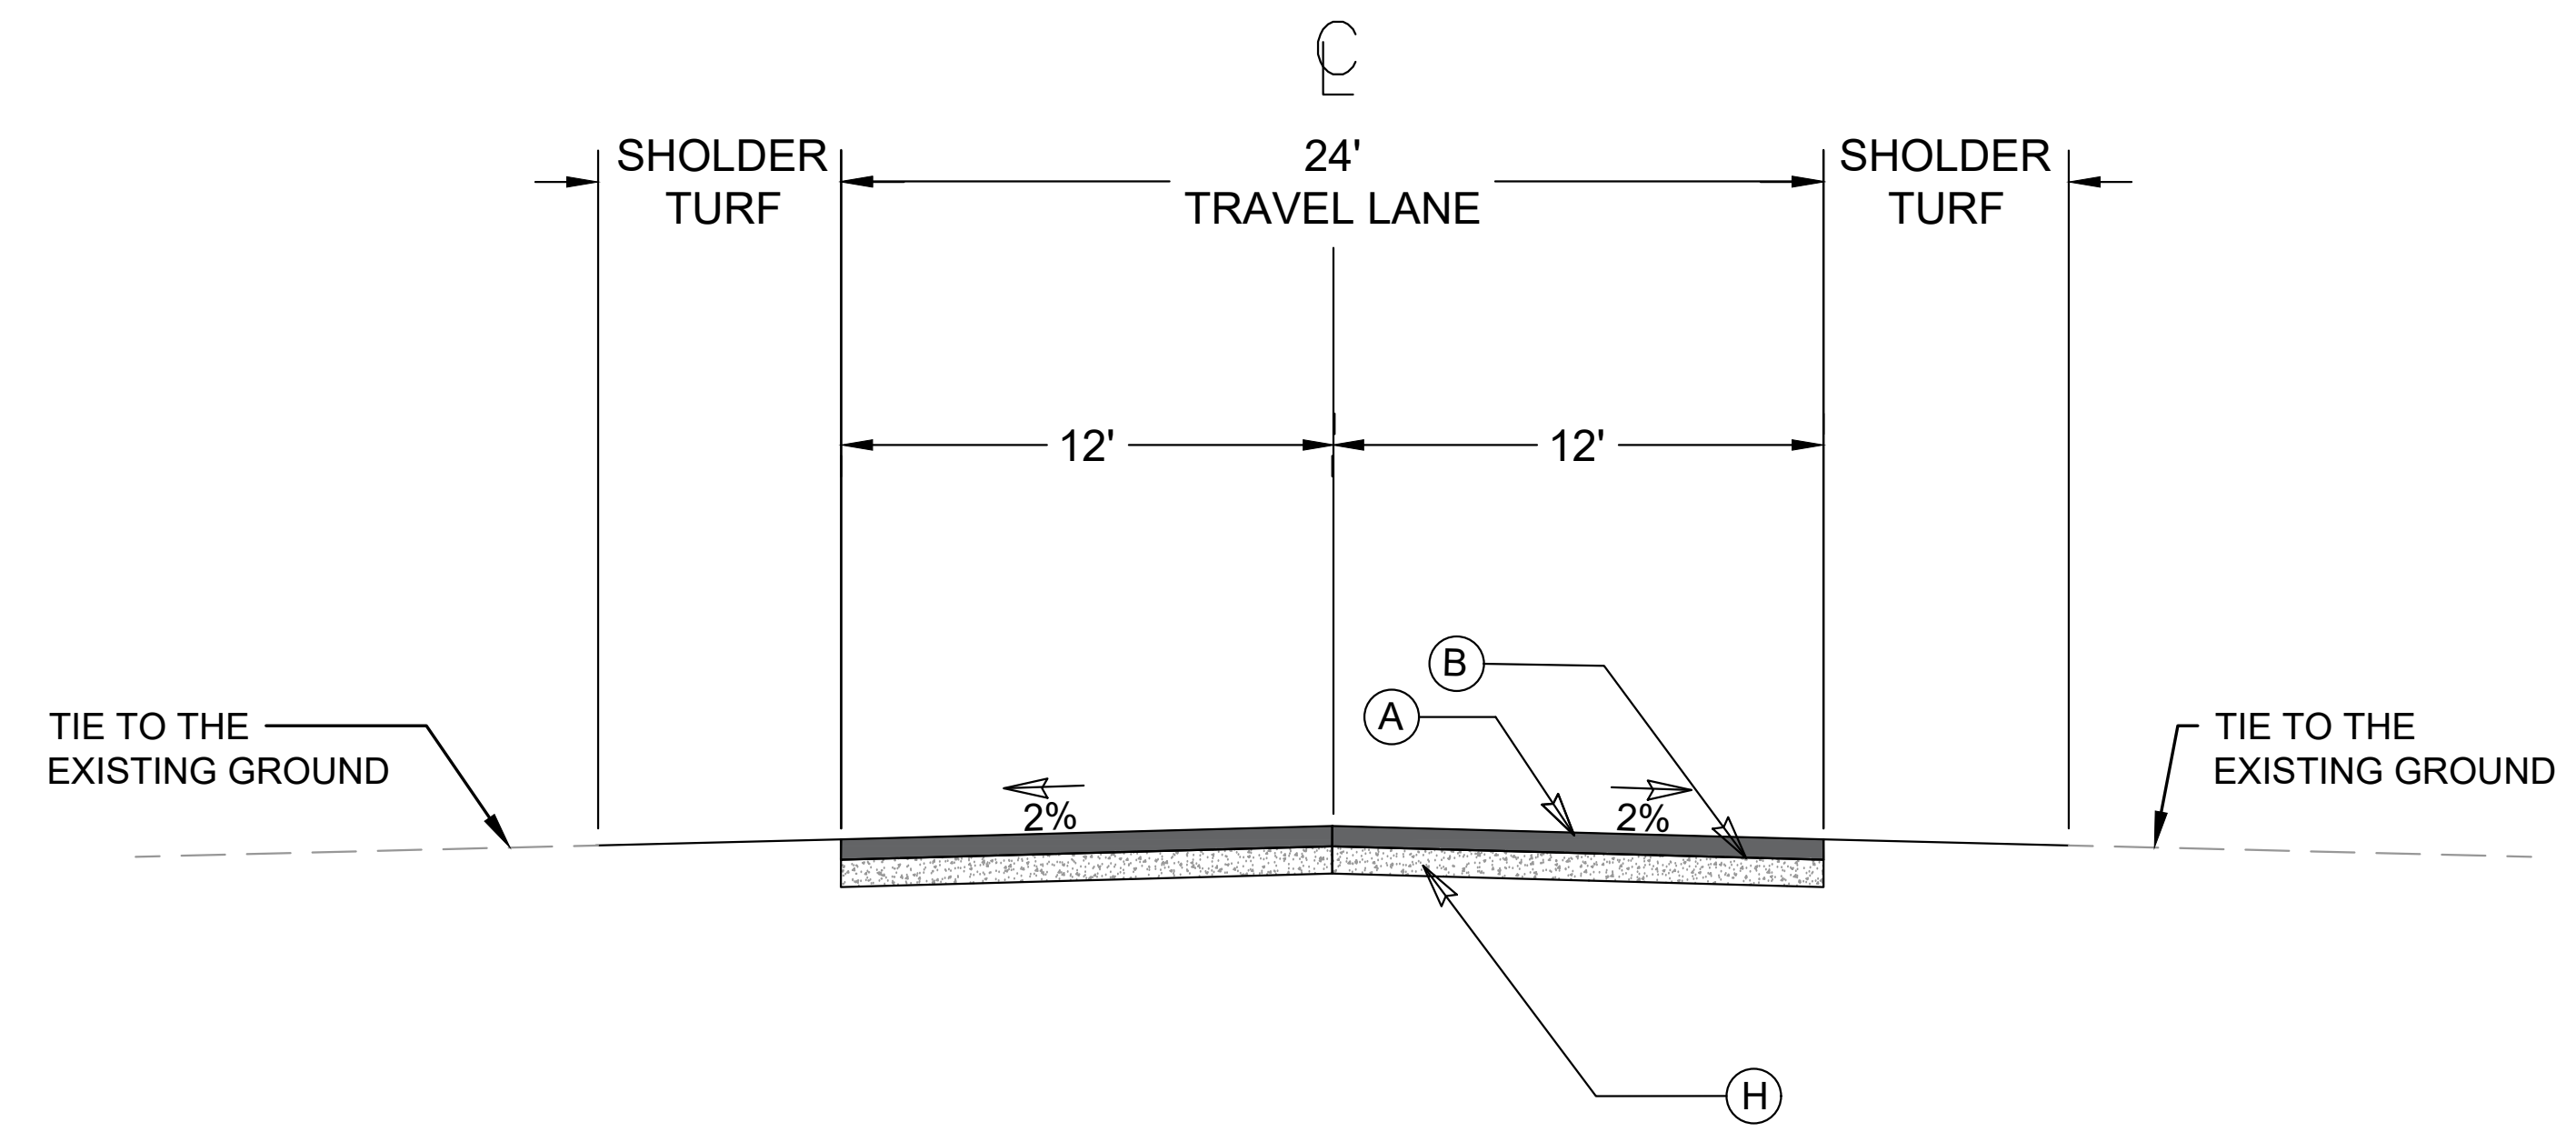 ℄
SHOLDER
TURF
24'
TRAVEL LANE
SHOLDER
TURF
12'
12'
B
A
TIE TO THE
EXISTING GROUND
TIE TO THE
EXISTING GROUND
2%
2%
H